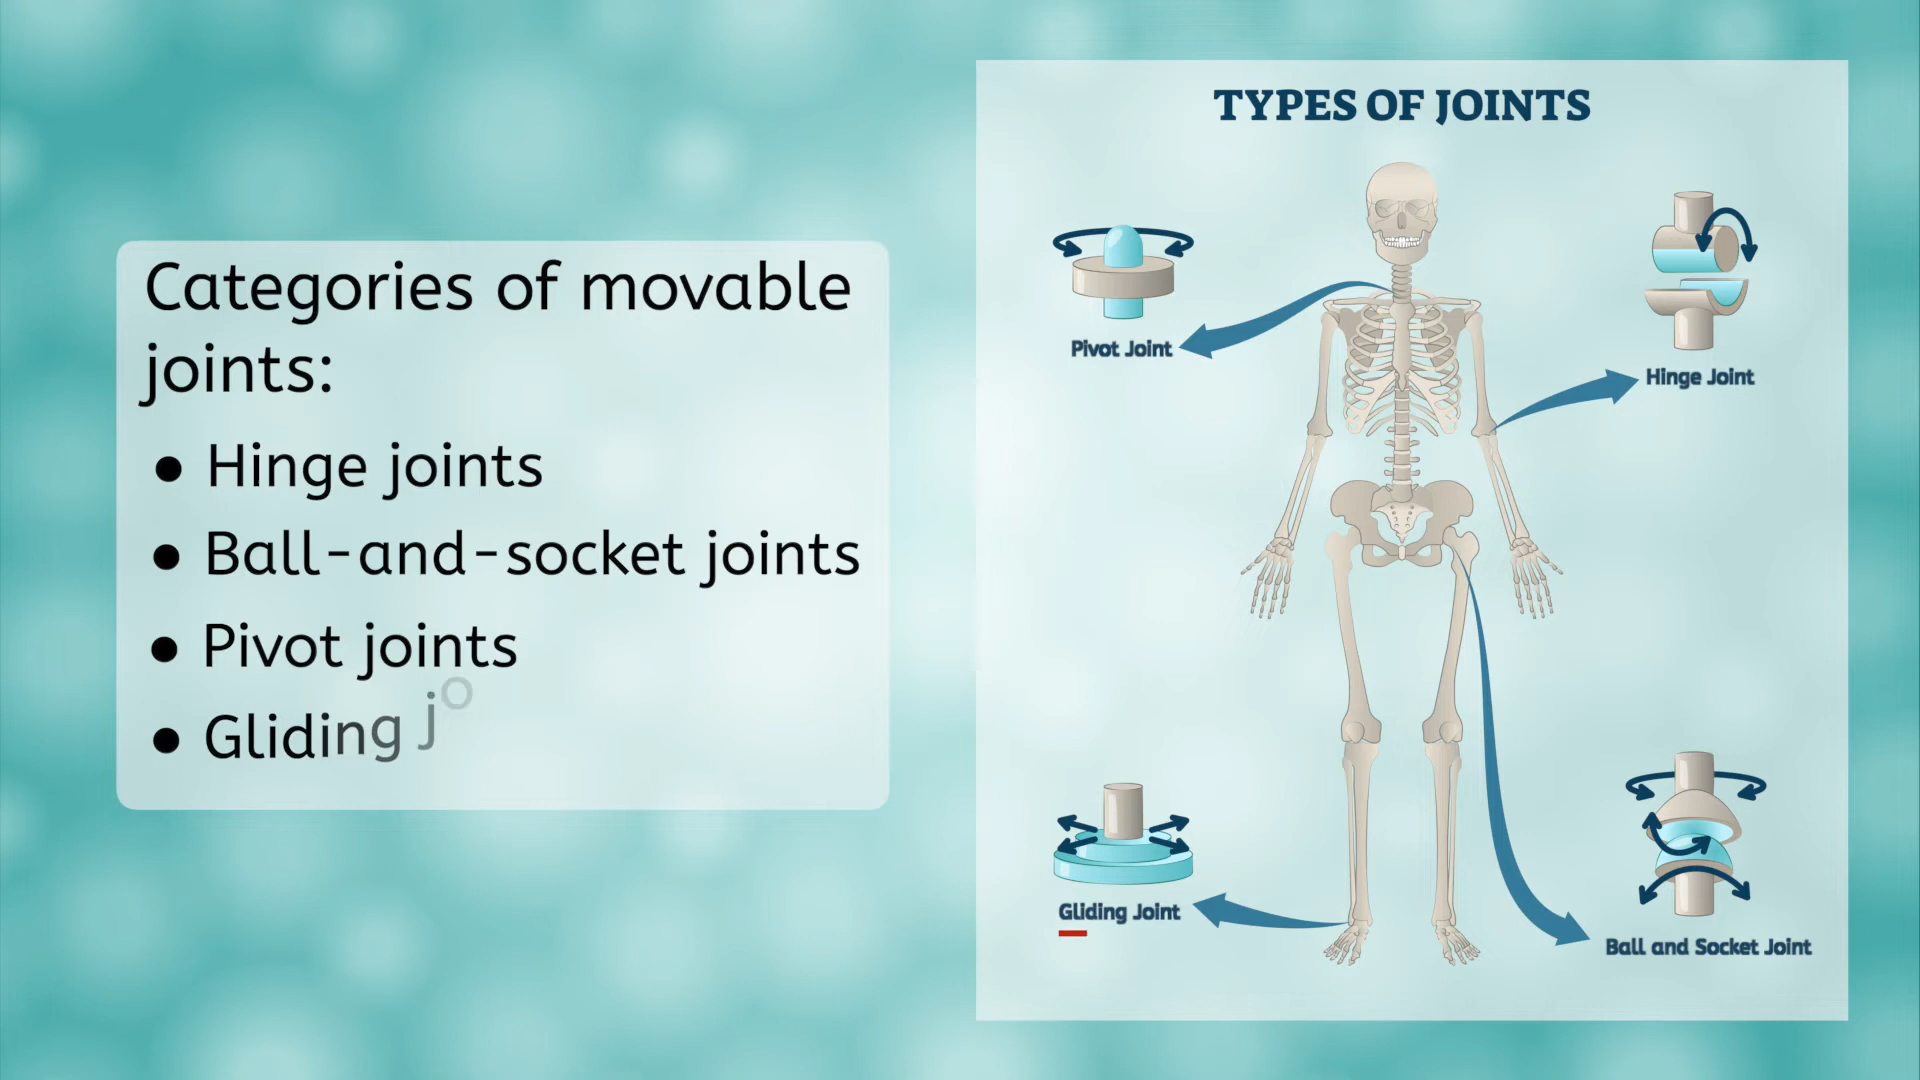 Categories of movable
joints:
● Hinge joints
● Ball-and-socket joints
● Pivot joints
● Gliding jo
TYPES OF JOINTS
Pivot Joint
Hinge Joint
Gliding Joint
Ball and Socket Joint